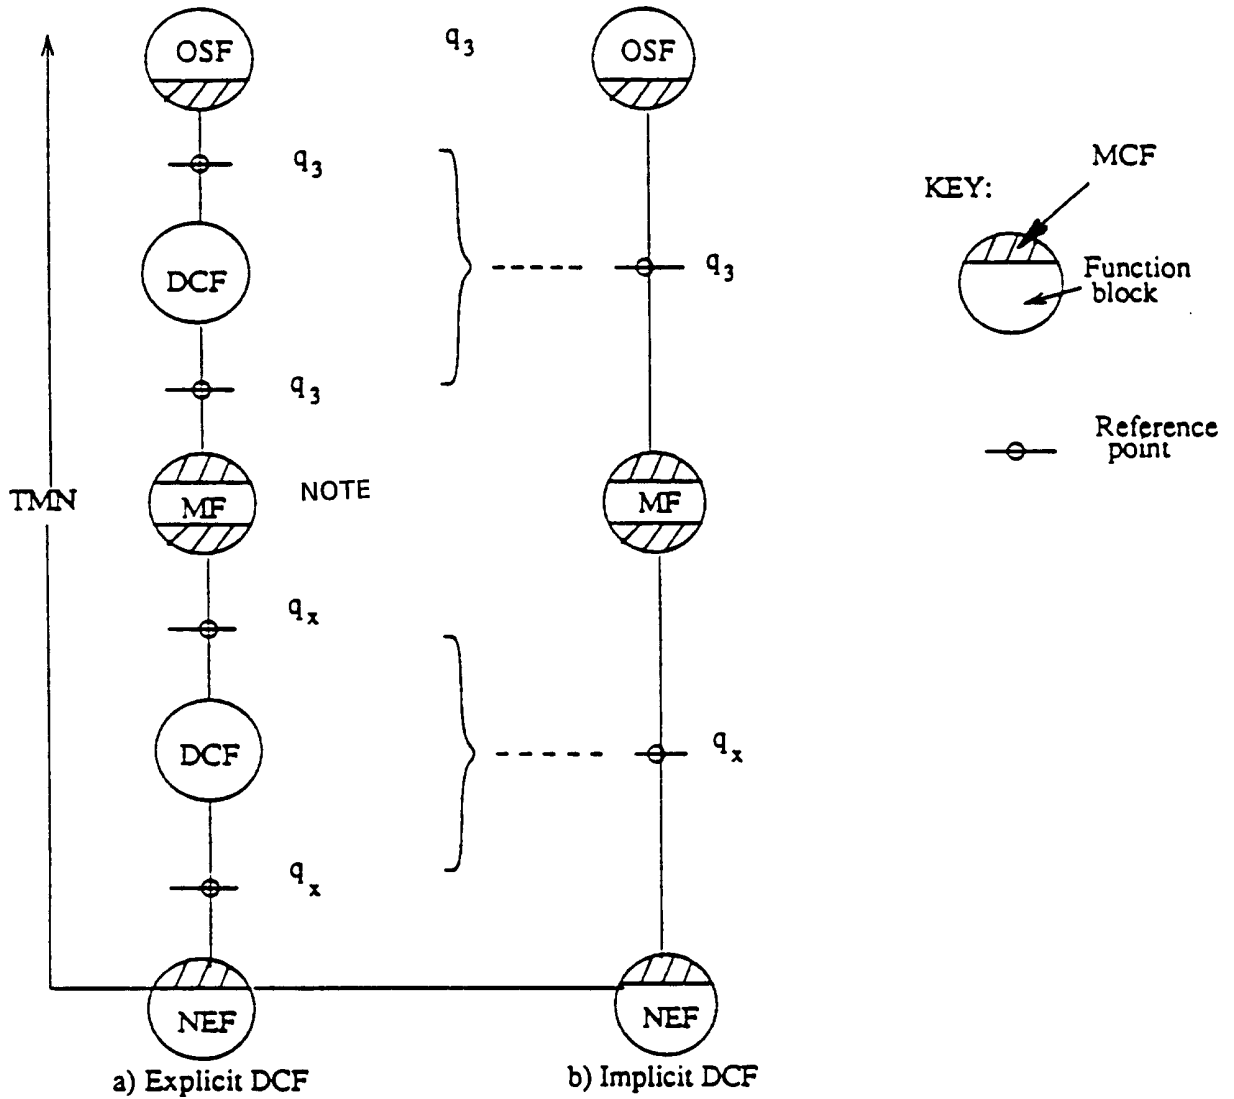 OSF
q3
OSF
MCF
KEY:
q3
DCF
q3
Function
block
q3
Reference
point
TMN
MF
NOTE
MF
qx
DCF
qx
qx
NEF
NEF
a) Explicit DCF
b) Implicit DCF